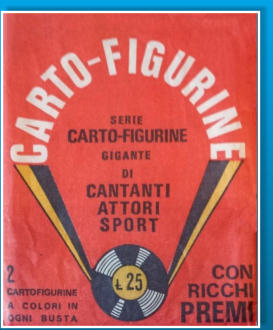 CARTO-FIGURINE
SERIE
CARTO-FIGURINE
GIGANTE
DI
CANTANTI
ATTORI
SPORT
Ł 25
2
CARTOFIGURINE
A COLORI IN
OGNI BUSTA
CON
RICCHI
PREMI